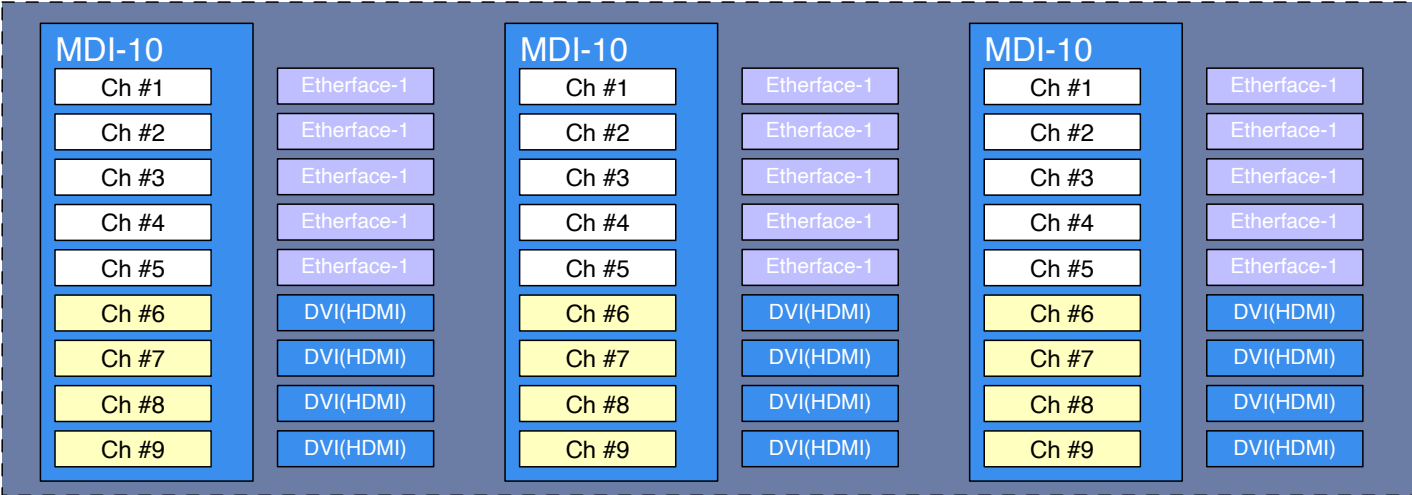 MDI-10
Ch #1
Etherface-1
Ch #2
Etherface-1
Ch #3
Etherface-1
Ch #4
Etherface-1
Ch #5
Etherface-1
Ch #6
DVI(HDMI)
Ch #7
DVI(HDMI)
Ch #8
DVI(HDMI)
Ch #9
DVI(HDMI)
MDI-10
Ch #1
Etherface-1
Ch #2
Etherface-1
Ch #3
Etherface-1
Ch #4
Etherface-1
Ch #5
Etherface-1
Ch #6
DVI(HDMI)
Ch #7
DVI(HDMI)
Ch #8
DVI(HDMI)
Ch #9
DVI(HDMI)
MDI-10
Ch #1
Etherface-1
Ch #2
Etherface-1
Ch #3
Etherface-1
Ch #4
Etherface-1
Ch #5
Etherface-1
Ch #6
DVI(HDMI)
Ch #7
DVI(HDMI)
Ch #8
DVI(HDMI)
Ch #9
DVI(HDMI)